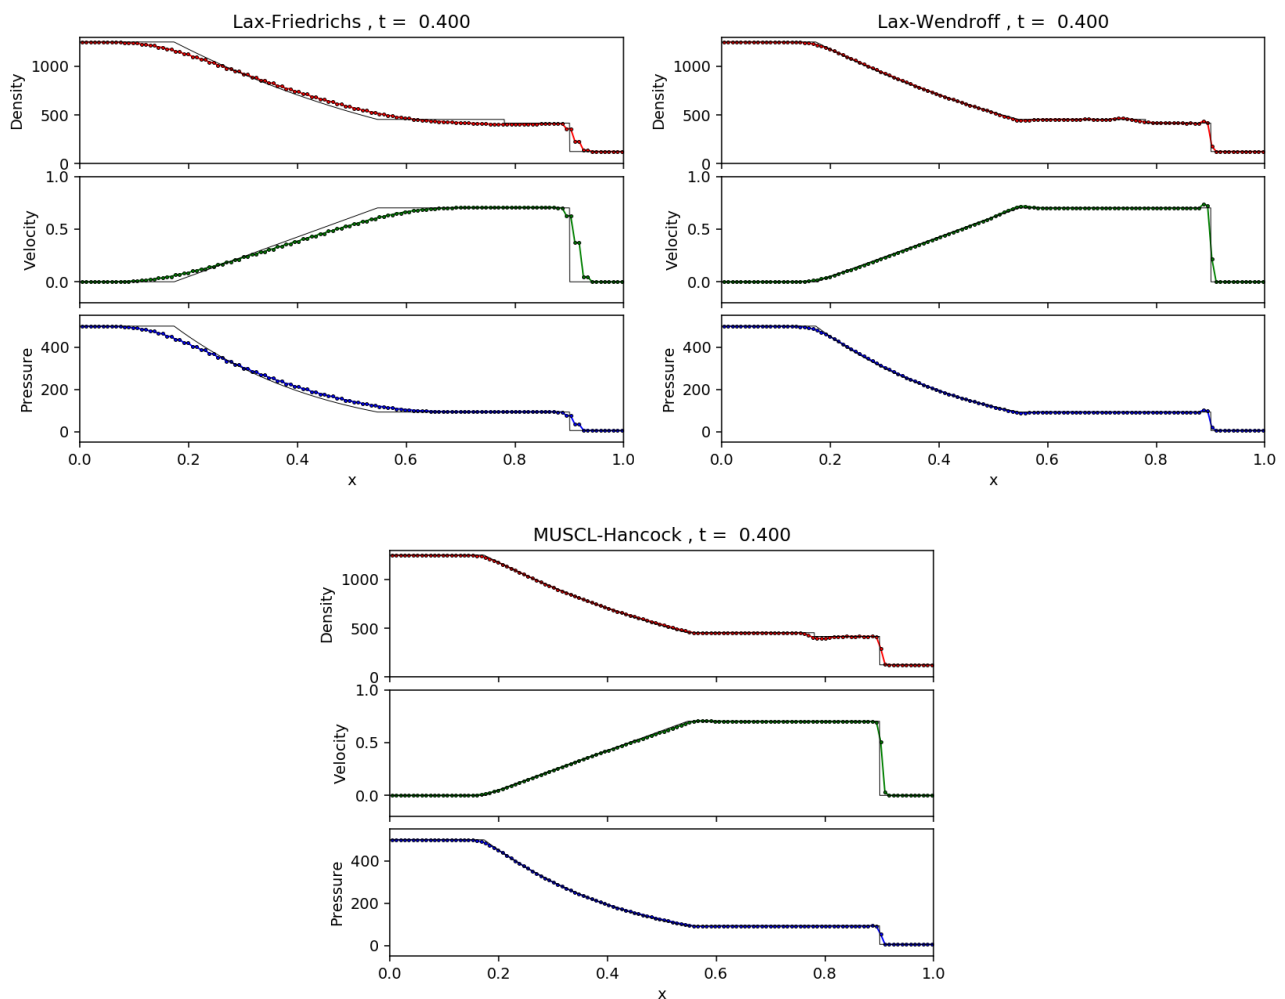 Lax-Friedrichs , t =  0.400
Density
1000
500
0
Velocity
1.0
0.5
0.0
Pressure
400
200
0
0.0 0.2 0.4 0.6 0.8 1.0
x
Lax-Wendroff , t =  0.400
Density
1000
500
0
Velocity
1.0
0.5
0.0
Pressure
400
200
0
0.0 0.2 0.4 0.6 0.8 1.0
x
MUSCL-Hancock , t =  0.400
Density
1000
500
0
Velocity
1.0
0.5
0.0
Pressure
400
200
0
0.0 0.2 0.4 0.6 0.8 1.0
x